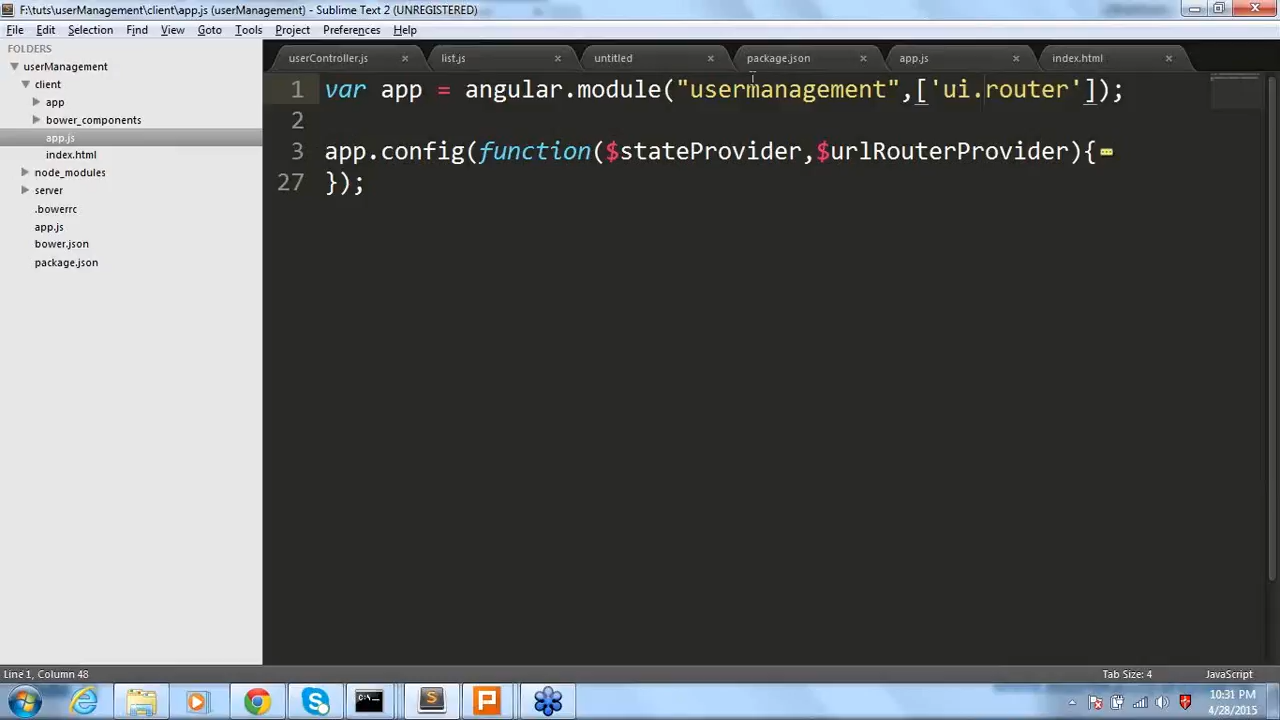 F:\tuts\userManagement\client\app.js (userManagement) - Sublime Text 2 (UNREGISTERED)
File Edit Selection Find View Goto Tools Project Preferences Help
FOLDERS
userManagement
client
app
bower_components
app.js
index.html
node_modules
server
.bowerrc
app.js
bower.json
package.json
userController.js × list.js × untitled × package.json × app.js × index.html ×
1 var app = angular.module("usermanagement",['ui.router']);
2
3 app.config(function($stateProvider,$urlRouterProvider){
27 });
Line 1, Column 48
Tab Size: 4
JavaScript
10:31 PM
4/28/2015